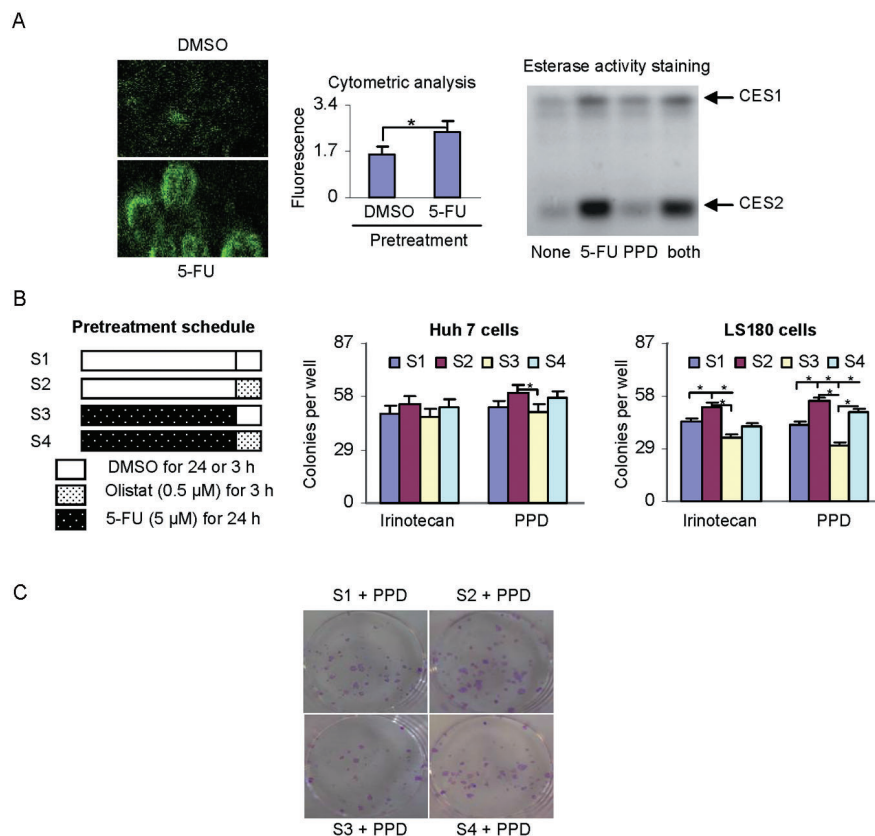 A
DMSO
5-FU
Cytometric analysis
Fluorescence
3.4
1.7
0
*
DMSO 5-FU
Pretreatment
Esterase activity staining
CES1
CES2
None 5-FU PPD both
B
Pretreatment schedule
S1
S2
S3
S4
DMSO for 24 or 3 h
Olistat (0.5 µM) for 3 h
5-FU (5 µM) for 24 h
Huh 7 cells
Colonies per well
87
58
29
0
S1 S2 S3 S4
*
Irinotecan PPD
LS180 cells
Colonies per well
87
58
29
0
S1 S2 S3 S4
* * * * *
* * *
*
Irinotecan PPD
C
S1 + PPD S2 + PPD
S3 + PPD S4 + PPD